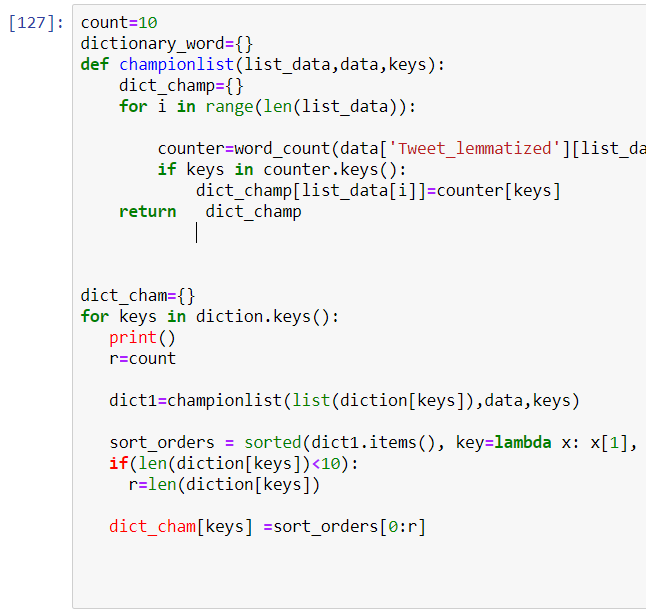 [127]: count=10
dictionary_word={}
def championlist(list_data,data,keys):
    dict_champ={}
    for i in range(len(list_data)):
        counter=word_count(data['Tweet_lemmatized'][list_da
        if keys in counter.keys():
            dict_champ[list_data[i]]=counter[keys]
    return   dict_champ
dict_cham={}
for keys in diction.keys():
   print()
   r=count
   dict1=championlist(list(diction[keys]),data,keys)
   sort_orders = sorted(dict1.items(), key=lambda x: x[1],
   if(len(diction[keys])<10):
     r=len(diction[keys])
   dict_cham[keys] =sort_orders[0:r]